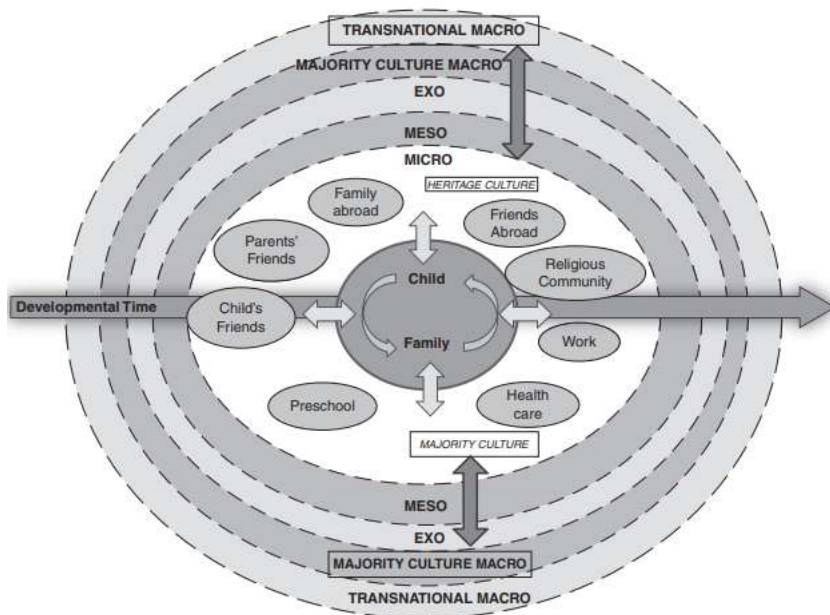 TRANSNATIONAL MACRO
MAJORITY CULTURE MACRO
EXO
MESO
MICRO
HERITAGE CULTURE
Family
abroad
Friends
Abroad
Parents'
Friends
Religious
Community
Child
Developmental Time
Child's
Friends
Family
Work
Preschool
Health
care
MAJORITY CULTURE
MESO
EXO
MAJORITY CULTURE MACRO
TRANSNATIONAL MACRO